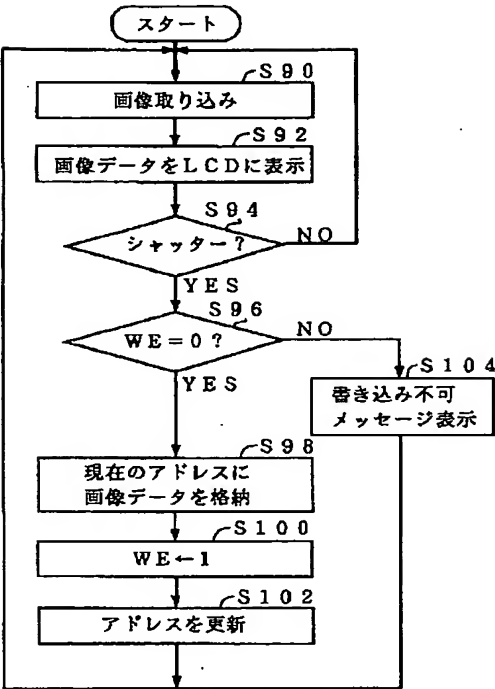 スタート
S90
画像取り込み
S92
画像データをLCDに表示
S94
シャッター?
NO
YES
S96
WE=0?
NO
YES
S104
書き込み不可
メッセージ表示
S98
現在のアドレスに
画像データを格納
S100
WE←1
S102
アドレスを更新